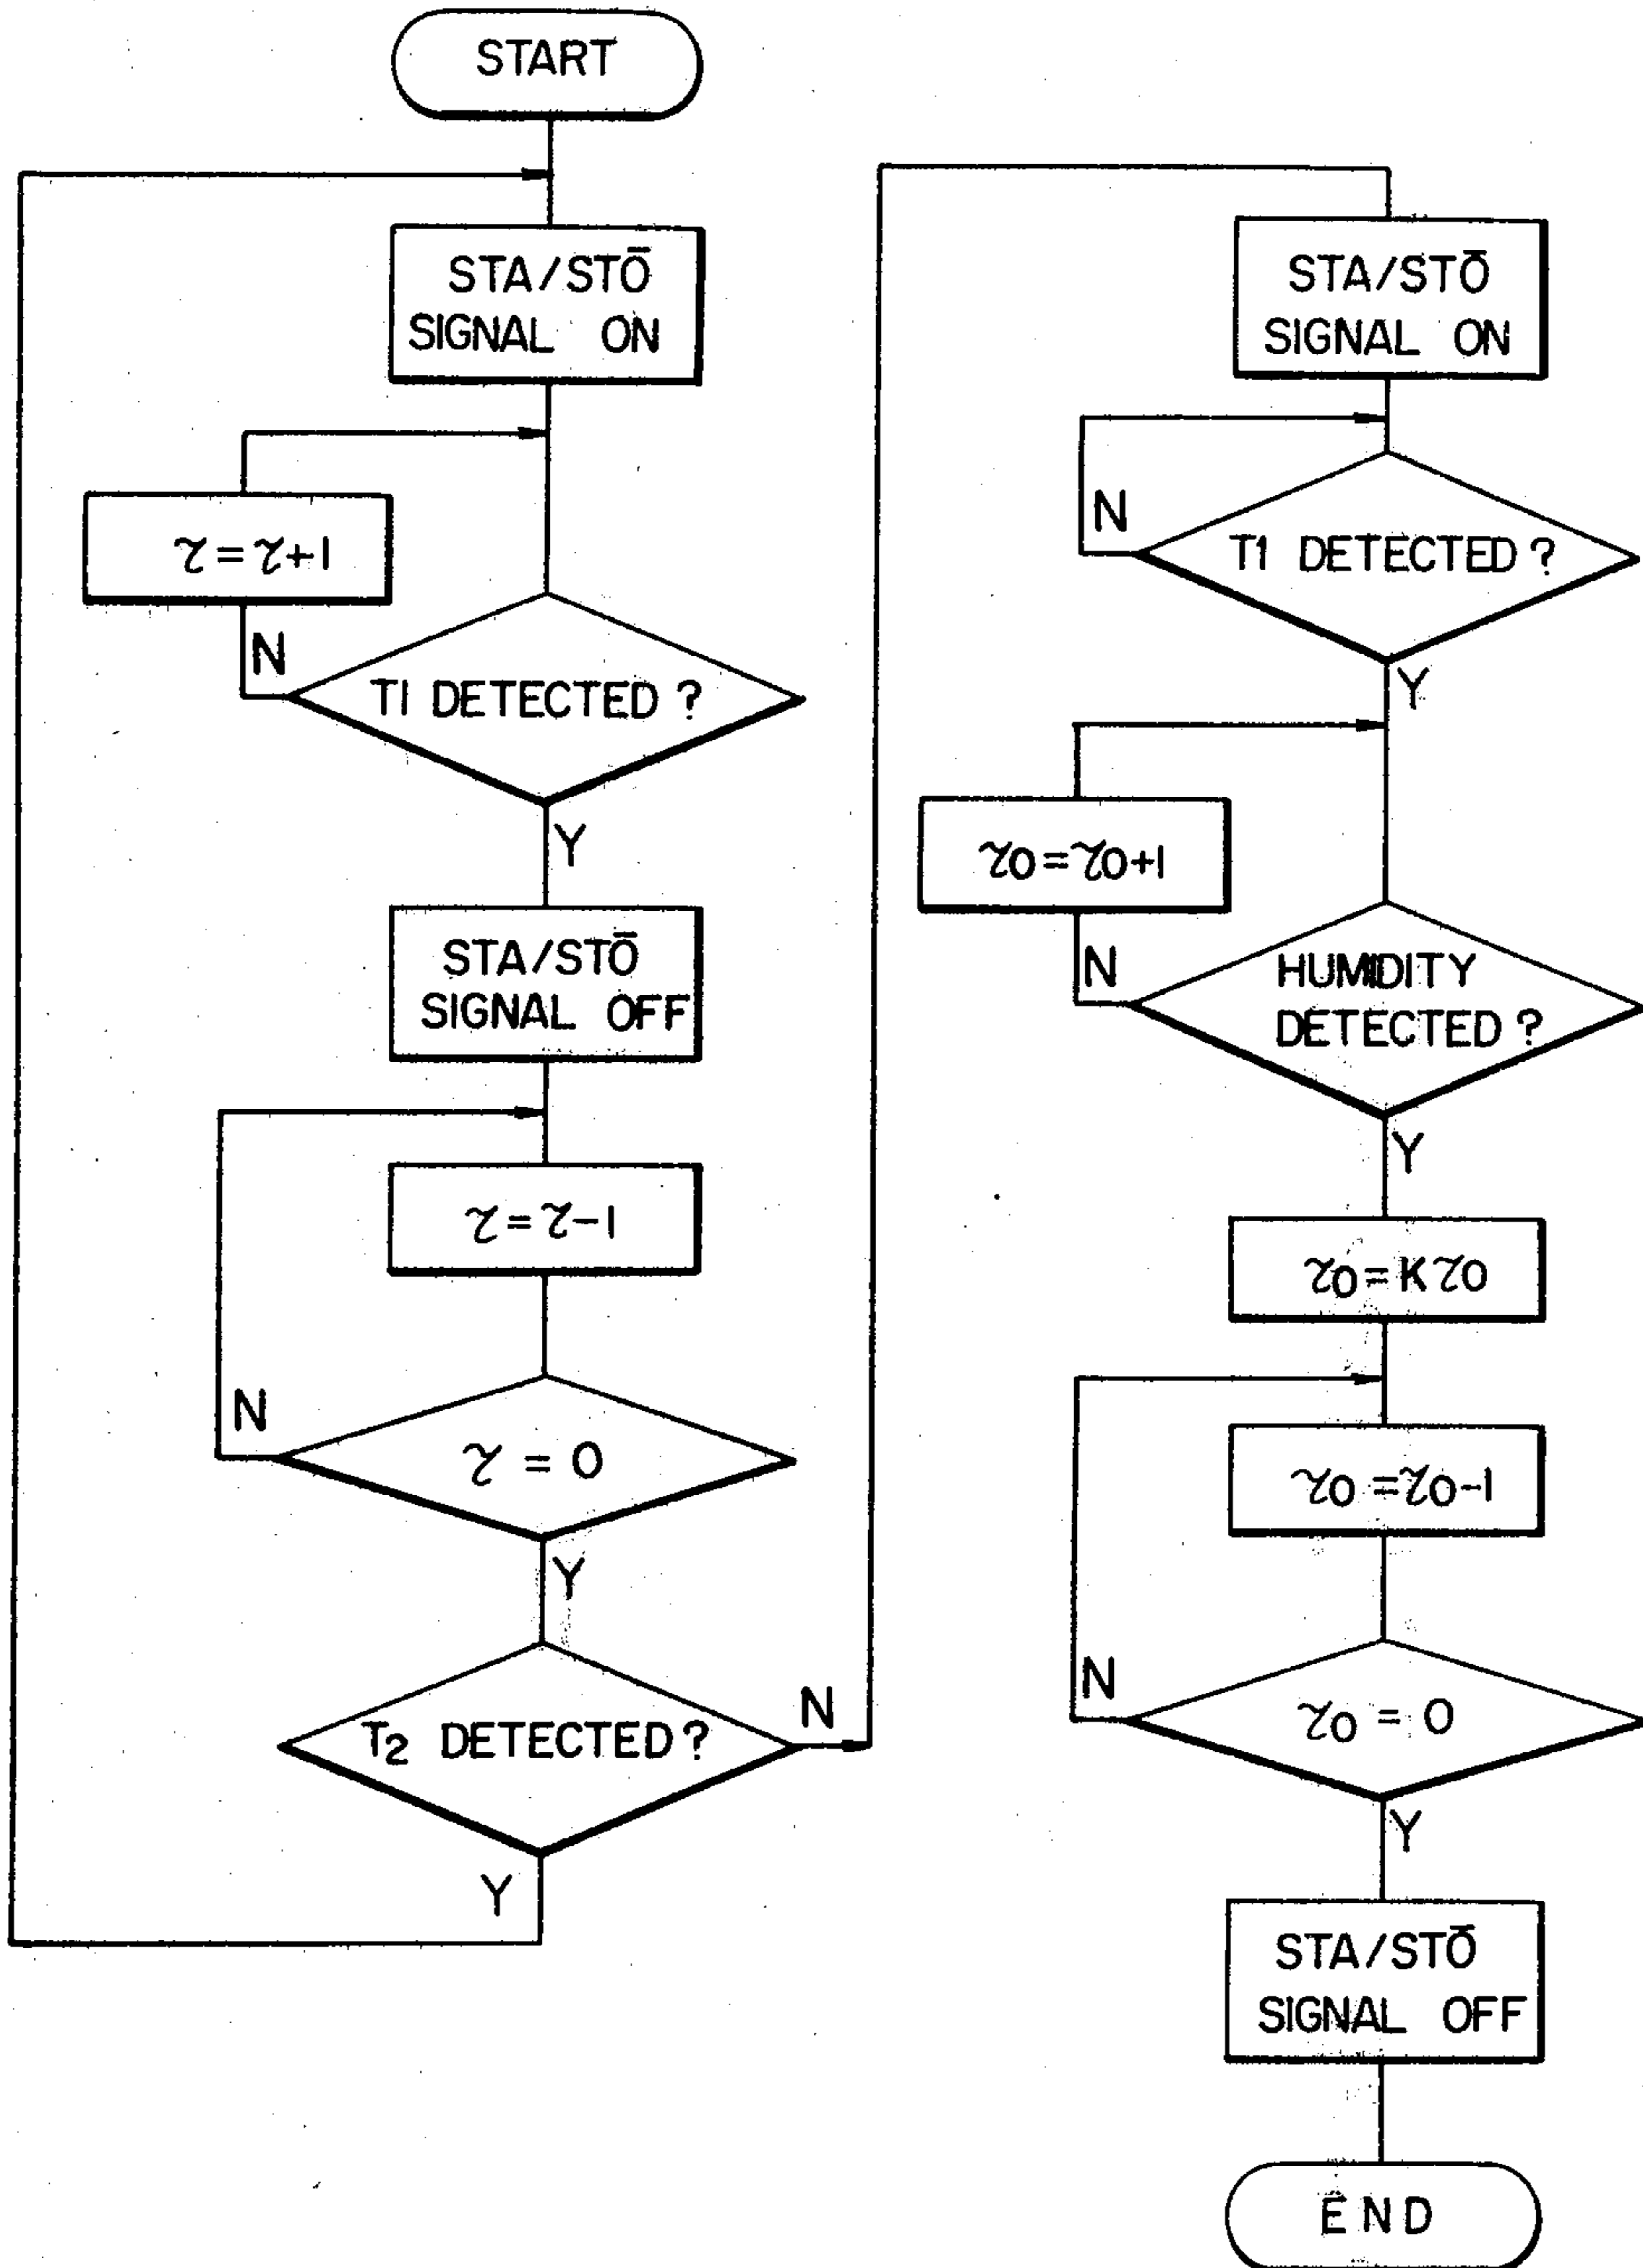 START
STA/STŌ
SIGNAL ON
τ=τ+1
N
T1 DETECTED ?
Y
STA/STŌ
SIGNAL OFF
τ=τ-1
N
τ = 0
Y
T2 DETECTED ?
N
Y
STA/STŌ
SIGNAL ON
N
T1 DETECTED ?
Y
τ0=τ0+1
N
HUMIDITY
DETECTED ?
Y
τ0=Kτ0
τ0=τ0-1
N
τ0 = 0
Y
STA/STŌ
SIGNAL OFF
END